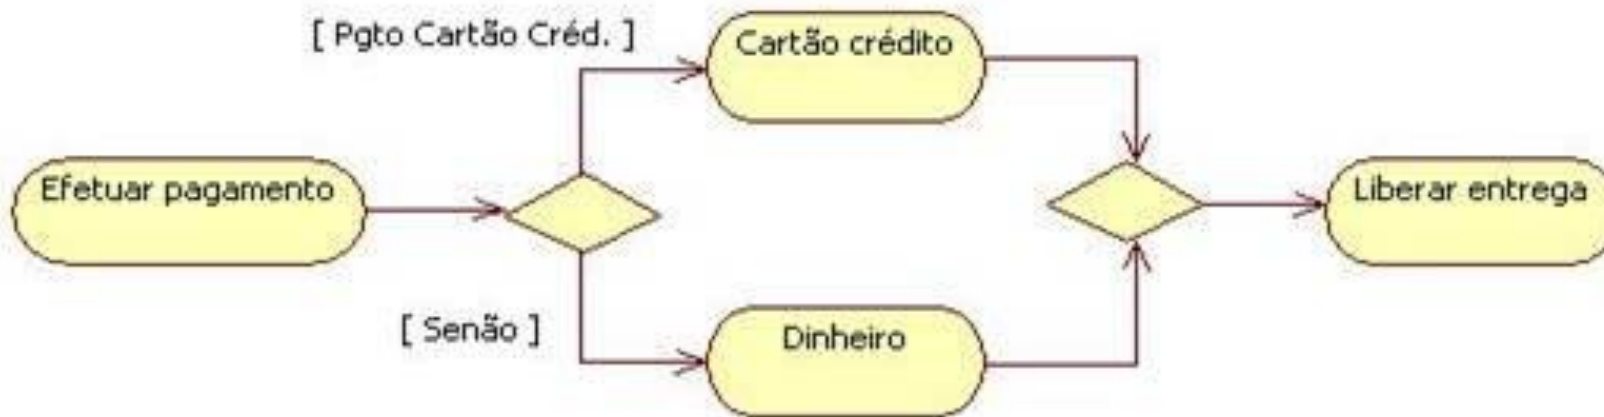 [ Pgto Cartão Créd. ]
Cartão crédito
Efetuar pagamento
Liberar entrega
[ Senão ]
Dinheiro